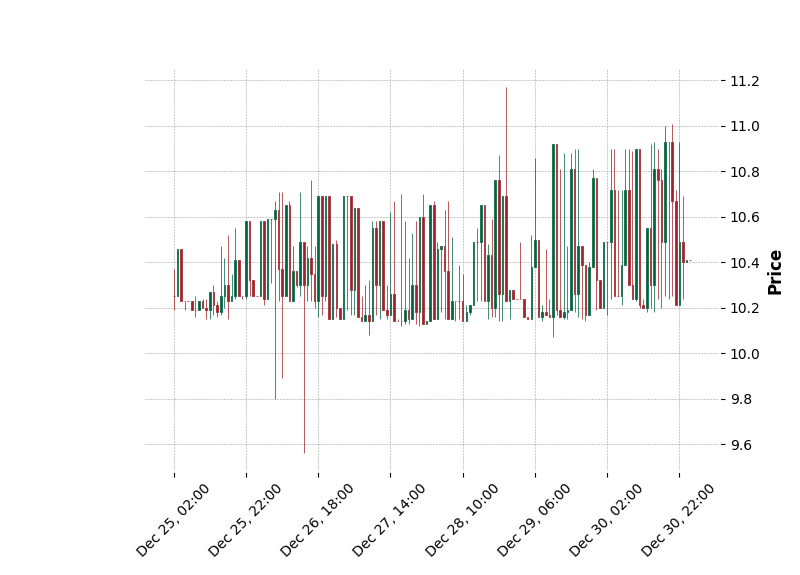 11.2
11.0
10.8
10.6
10.4
10.2
10.0
9.8
9.6
Price
Dec 25, 02:00
Dec 25, 22:00
Dec 26, 18:00
Dec 27, 14:00
Dec 28, 10:00
Dec 29, 06:00
Dec 30, 02:00
Dec 30, 22:00